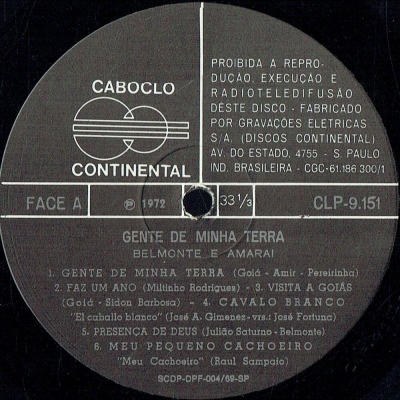 CABOCLO
CONTINENTAL
PROIBIDA A REPRO-
DUÇÃO, EXECUÇÃO E
RADIOTELEDIFUSÃO
DESTE DISCO - FABRICADO
POR GRAVAÇÕES ELETRICAS
S/A. (DISCOS CONTINENTAL)
AV. DO ESTADO, 4755 - S. PAULO
IND. BRASILEIRA - CGC-61.186.300/1
FACE A
℗ 1972
33 1/3
CLP-9.151
GENTE DE MINHA TERRA
BELMONTE E AMARAI
1. GENTE DE MINHA TERRA (Goiá - Amir - Pereirinha)
2. FAZ UM ANO (Miltinho Rodrigues) - 3. VISITA A GOIÁS
(Goiá - Sidon Barbosa) - 4. CAVALO BRANCO
"El caballo blanco" (José A. Gimenez - vrs.: José Fortuna)
5. PRESENÇA DE DEUS (Julião Saturno - Belmonte)
6. MEU PEQUENO CACHOEIRO
"Meu Cachoeiro" (Raul Sampaio)
SCDP-DPF-004/69-SP